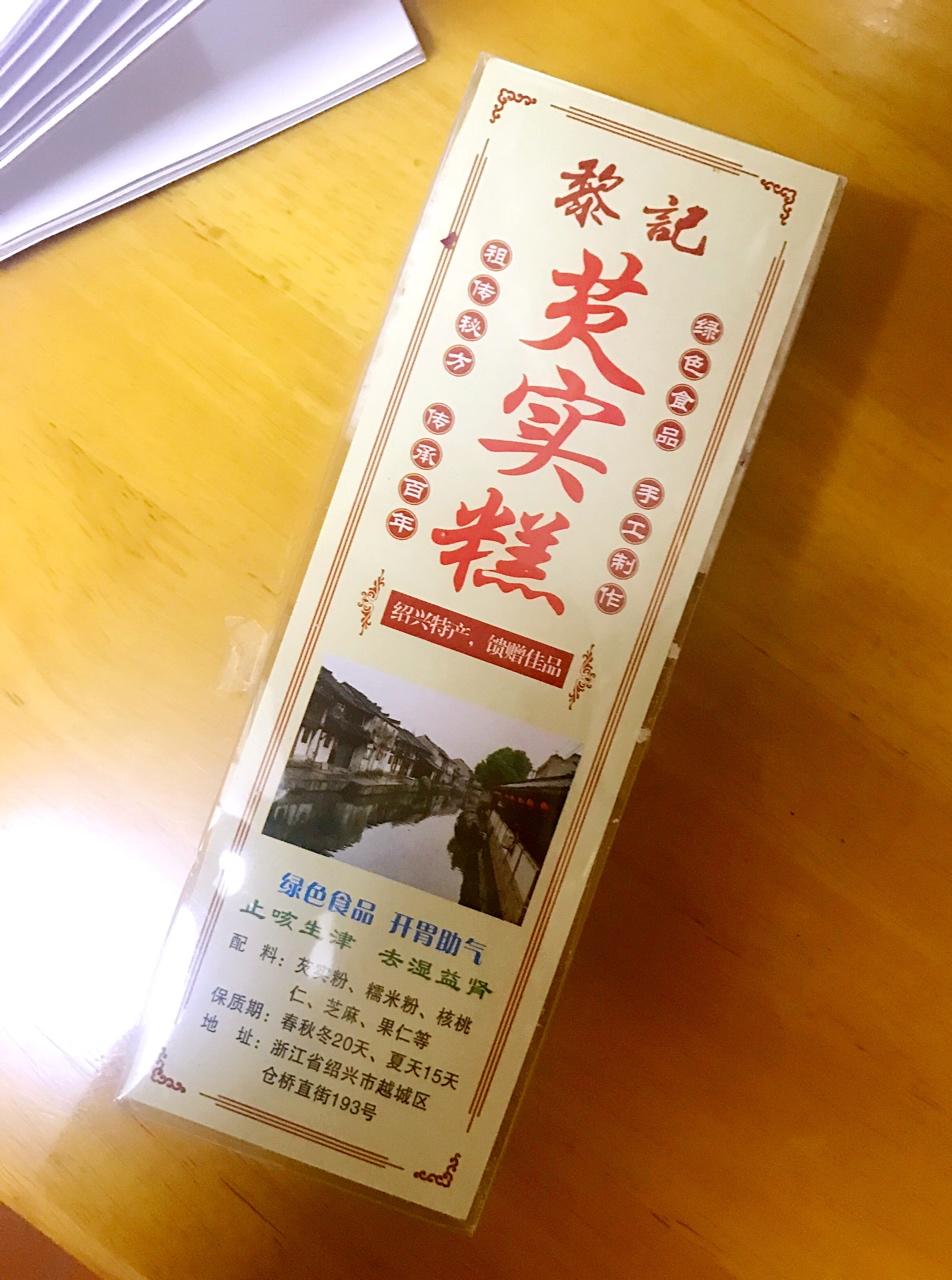 黎記
芡实糕
祖传秘方 传承百年
绿色食品 手工制作
绍兴特产，馈赠佳品
绿色食品 开胃助气
止咳生津 去湿益肾
配 料：芡实粉、糯米粉、核桃
仁、芝麻、果仁等
保质期：春秋冬20天、夏天15天
地 址：浙江省绍兴市越城区
仓桥直街193号